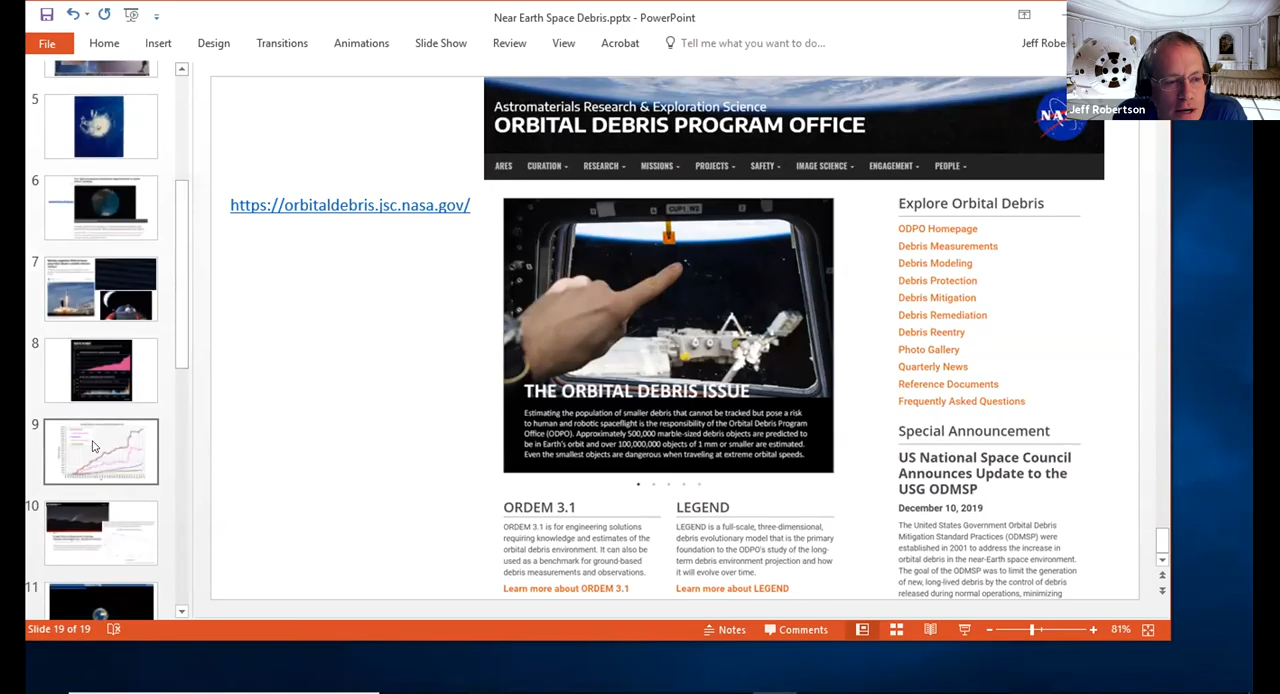 Near Earth Space Debris.pptx - PowerPoint
File Home Insert Design Transitions Animations Slide Show Review View Acrobat Tell me what you want to do... Jeff Robe
Jeff Robertson
5
6
7
8
9
10
11
https://orbitaldebris.jsc.nasa.gov/
Astromaterials Research & Exploration Science
ORBITAL DEBRIS PROGRAM OFFICE
ARES CURATION RESEARCH MISSIONS PROJECTS SAFETY IMAGE SCIENCE ENGAGEMENT PEOPLE
CUP1_W2
THE ORBITAL DEBRIS ISSUE
Estimating the population of smaller debris that cannot be tracked but pose a risk
to human and robotic spaceflight is the responsibility of the Orbital Debris Program
Office (ODPO). Approximately 500,000 marble-sized debris objects are predicted to
be in Earth's orbit and over 100,000,000 objects of 1 mm or smaller are estimated.
Even the smallest objects are dangerous when traveling at extreme orbital speeds.
ORDEM 3.1
ORDEM 3.1 is for engineering solutions
requiring knowledge and estimates of the
orbital debris environment. It can also be
used as a benchmark for ground-based
debris measurements and observations.
Learn more about ORDEM 3.1
LEGEND
LEGEND is a full-scale, three-dimensional,
debris evolutionary model that is the primary
foundation to the ODPO's study of the long-
term debris environment projection and how
it will evolve over time.
Learn more about LEGEND
Explore Orbital Debris
ODPO Homepage
Debris Measurements
Debris Modeling
Debris Protection
Debris Mitigation
Debris Remediation
Debris Reentry
Photo Gallery
Quarterly News
Reference Documents
Frequently Asked Questions
Special Announcement
US National Space Council
Announces Update to the
USG ODMSP
December 10, 2019
The United States Government Orbital Debris
Mitigation Standard Practices (ODMSP) were
established in 2001 to address the increase in
orbital debris in the near-Earth space environment.
The goal of the ODMSP was to limit the generation
of new, long-lived debris by the control of debris
released during normal operations, minimizing
Slide 19 of 19 Notes Comments 81%